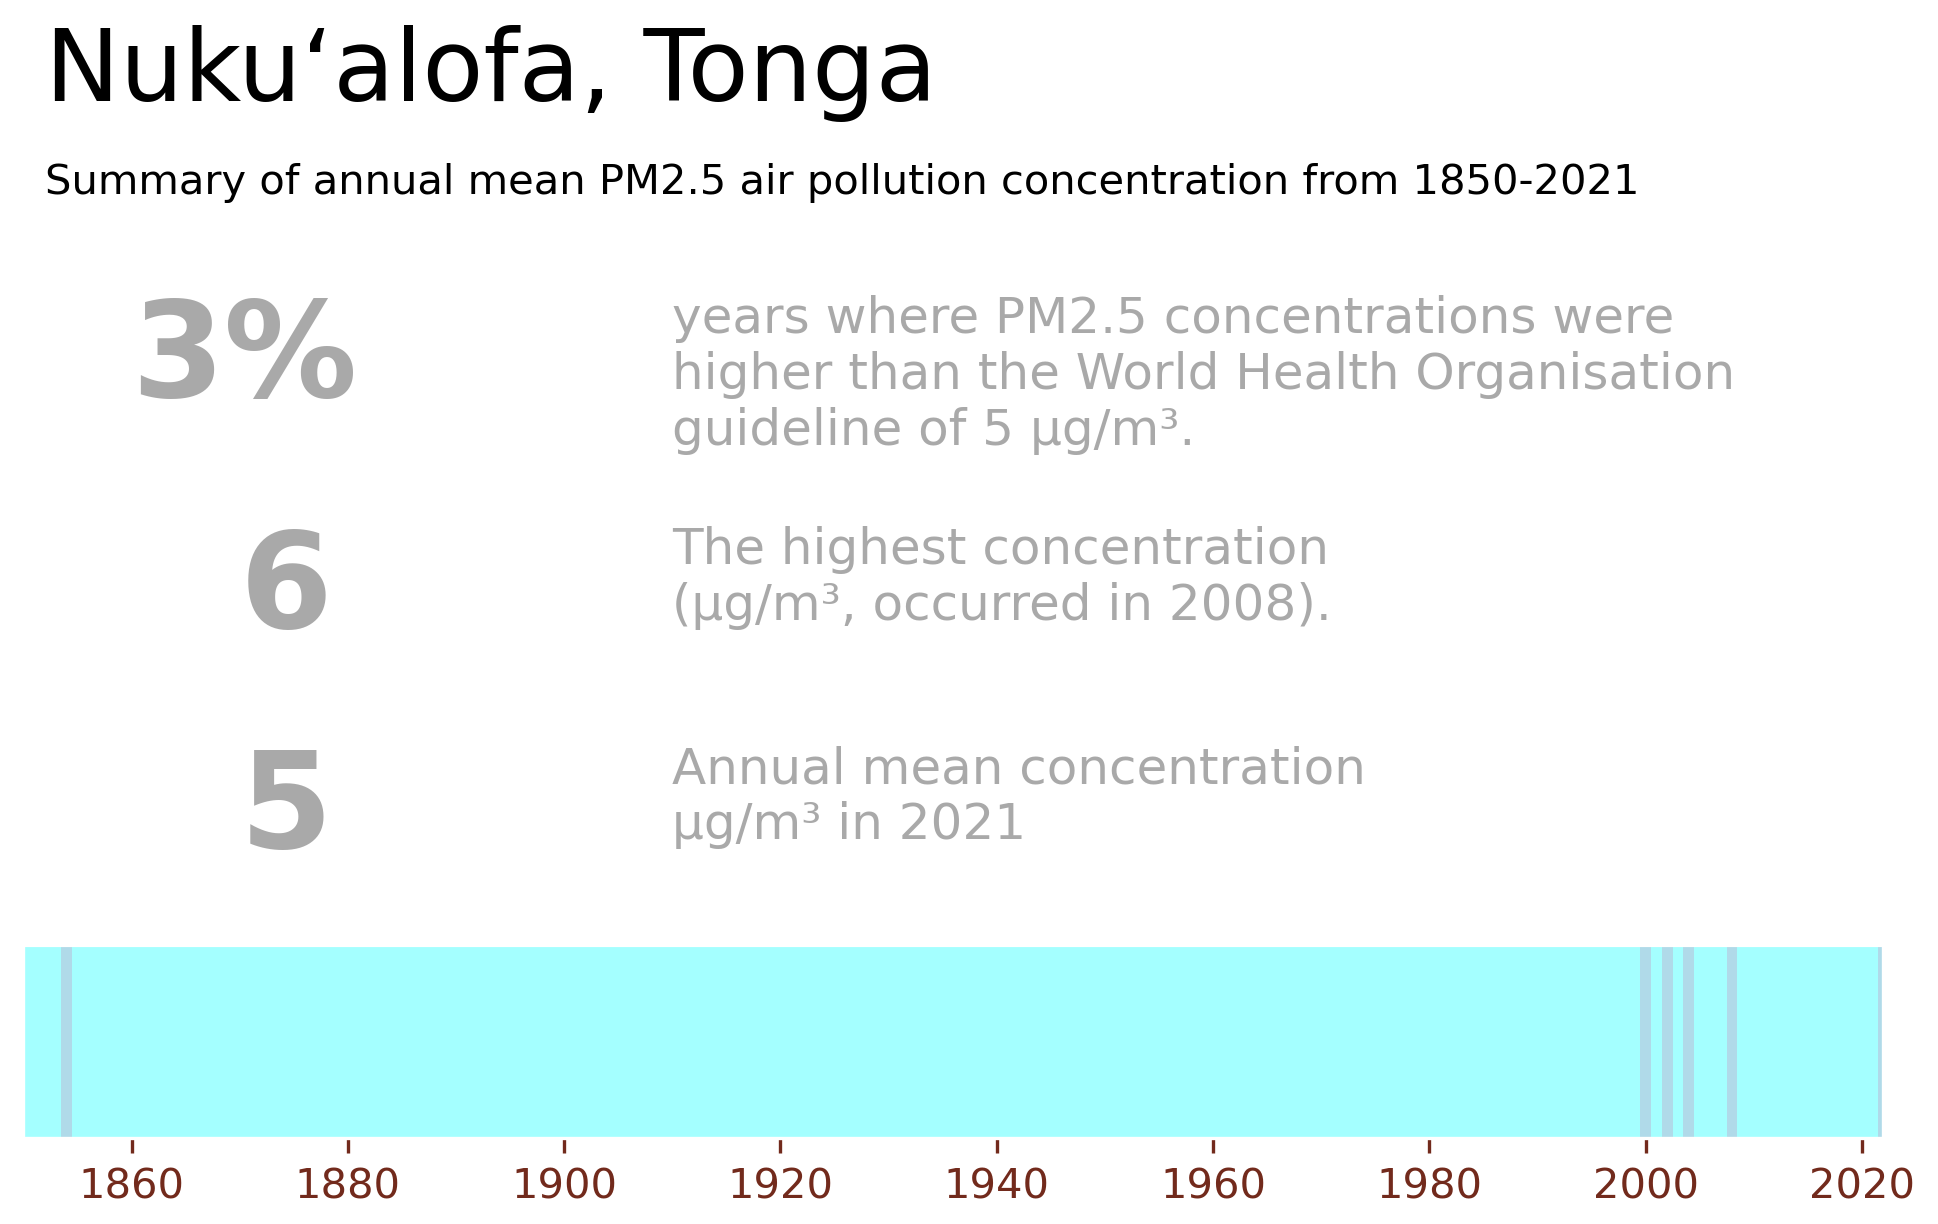 Nukuʻalofa, Tonga
Summary of annual mean PM2.5 air pollution concentration from 1850-2021
3%
years where PM2.5 concentrations were
higher than the World Health Organisation
guideline of 5 µg/m³.
6
The highest concentration
(µg/m³, occurred in 2008).
5
Annual mean concentration
µg/m³ in 2021
1860 1880 1900 1920 1940 1960 1980 2000 2020